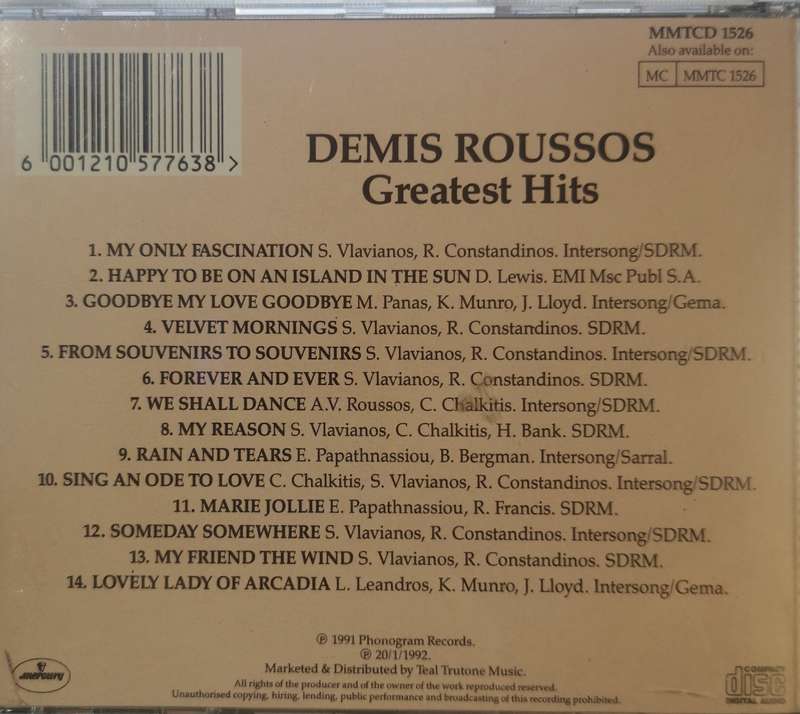 MMTCD 1526
Also available on:
MC MMTC 1526
6 001210 577638 >
DEMIS ROUSSOS
Greatest Hits
1. MY ONLY FASCINATION S. Vlavianos, R. Constandinos. Intersong/SDRM.
2. HAPPY TO BE ON AN ISLAND IN THE SUN D. Lewis. EMI Msc Publ S.A.
3. GOODBYE MY LOVE GOODBYE M. Panas, K. Munro, J. Lloyd. Intersong/Gema.
4. VELVET MORNINGS S. Vlavianos, R. Constandinos. SDRM.
5. FROM SOUVENIRS TO SOUVENIRS S. Vlavianos, R. Constandinos. Intersong/SDRM.
6. FOREVER AND EVER S. Vlavianos, R. Constandinos. SDRM.
7. WE SHALL DANCE A.V. Roussos, C. Chalkitis. Intersong/SDRM.
8. MY REASON S. Vlavianos, C. Chalkitis, H. Bank. SDRM.
9. RAIN AND TEARS E. Papathnassiou, B. Bergman. Intersong/Sarral.
10. SING AN ODE TO LOVE C. Chalkitis, S. Vlavianos, R. Constandinos. Intersong/SDRM.
11. MARIE JOLLIE E. Papathnassiou, R. Francis. SDRM.
12. SOMEDAY SOMEWHERE S. Vlavianos, R. Constandinos. Intersong/SDRM.
13. MY FRIEND THE WIND S. Vlavianos, R. Constandinos. SDRM.
14. LOVELY LADY OF ARCADIA L. Leandros, K. Munro, J. Lloyd. Intersong/Gema.
℗ 1991 Phonogram Records.
℗ 20/1/1992.
Marketed & Distributed by Teal Trutone Music.
All rights of the producer and of the owner of the work reproduced reserved.
Unauthorised copying, hiring, lending, public performance and broadcasting of this recording prohibited.
mercury
COMPACT
disc
DIGITAL AUDIO